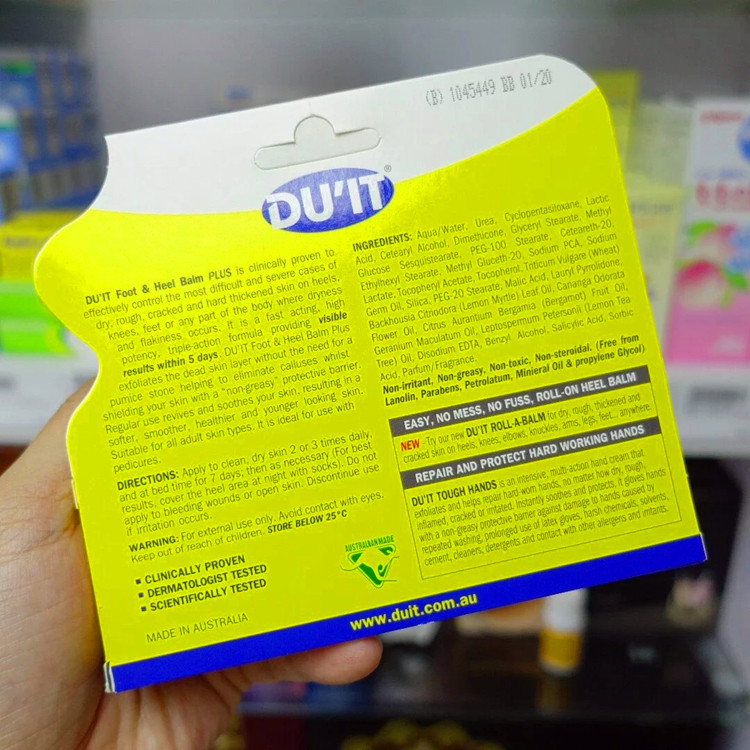 (B) 1045449 BB 01/20
DU'IT®
DU'IT Foot & Heel Balm PLUS is clinically proven to
effectively control the most difficult and severe cases of
dry, rough, cracked and hard thickened skin on heels,
knees, feet or any part of the body where dryness
and flakiness occurs. It is a fast acting, high
potency, triple-action formula providing visible
results within 5 days. DU'IT Foot & Heel Balm Plus
exfoliates the dead skin layer without the need for a
pumice stone helping to eliminate calluses whilst
shielding your skin with a "non-greasy" protective barrier.
Regular use revives and soothes your skin, resulting in a
softer, smoother, healthier and younger looking skin.
Suitable for all adult skin types. It is ideal for use with
pedicures.
DIRECTIONS: Apply to clean, dry skin 2 or 3 times daily,
and at bed time for 7 days; then as necessary (For best
results, cover the heel area at night with socks). Do not
apply to bleeding wounds or open skin. Discontinue use
if irritation occurs.
WARNING: For external use only. Avoid contact with eyes.
Keep out of reach of children. STORE BELOW 25°C
▪ CLINICALLY PROVEN
▪ DERMATOLOGIST TESTED
▪ SCIENTIFICALLY TESTED
MADE IN AUSTRALIA
AUSTRALIAN MADE
INGREDIENTS: Aqua/Water, Urea, Cyclopentasiloxane, Lactic
Acid, Cetearyl Alcohol, Dimethicone, Glyceryl Stearate, Methyl
Glucose Sesquistearate, PEG-100 Stearate, Ceteareth-20,
Ethylhexyl Stearate, Methyl Gluceth-20, Sodium PCA, Sodium
Lactate, Tocopheryl Acetate, Tocopherol, Triticum Vulgare (Wheat)
Germ Oil, Silica, PEG-20 Stearate, Malic Acid, Lauryl Pyrrolidone,
Backhousia Citriodora (Lemon Myrtle) Leaf Oil, Cananga Odorata
Flower Oil, Citrus Aurantium Bergamia (Bergamot) Fruit Oil,
Geranium Maculatum Oil, Leptospermum Petersonii (Lemon Tea
Tree) Oil, Disodium EDTA, Benzyl Alcohol, Salicylic Acid, Sorbic
Acid, Parfum/Fragrance.
Non-irritant, Non-greasy, Non-toxic, Non-steroidal. (Free from
Lanolin, Parabens, Petrolatum, Minieral Oil & propylene Glycol)
EASY, NO MESS, NO FUSS, ROLL-ON HEEL BALM
NEW - Try our new DU'IT ROLL-A-BALM for dry, rough, thickened and
cracked skin on heels, knees, elbows, knuckles, arms, legs, feet... anywhere.
REPAIR AND PROTECT HARD WORKING HANDS
DU'IT TOUGH HANDS is an intensive, multi-action hand cream that
exfoliates and helps repair hard-worn hands, no matter how dry, rough,
inflamed, cracked or irritated. Instantly soothes and protects, it gloves hands
with a non-greasy protective barrier against damage to hands caused by
repeated washing, prolonged use of latex gloves, harsh chemicals, solvents,
cement, cleaners, detergents and contact with other allergens and irritants.
www.duit.com.au